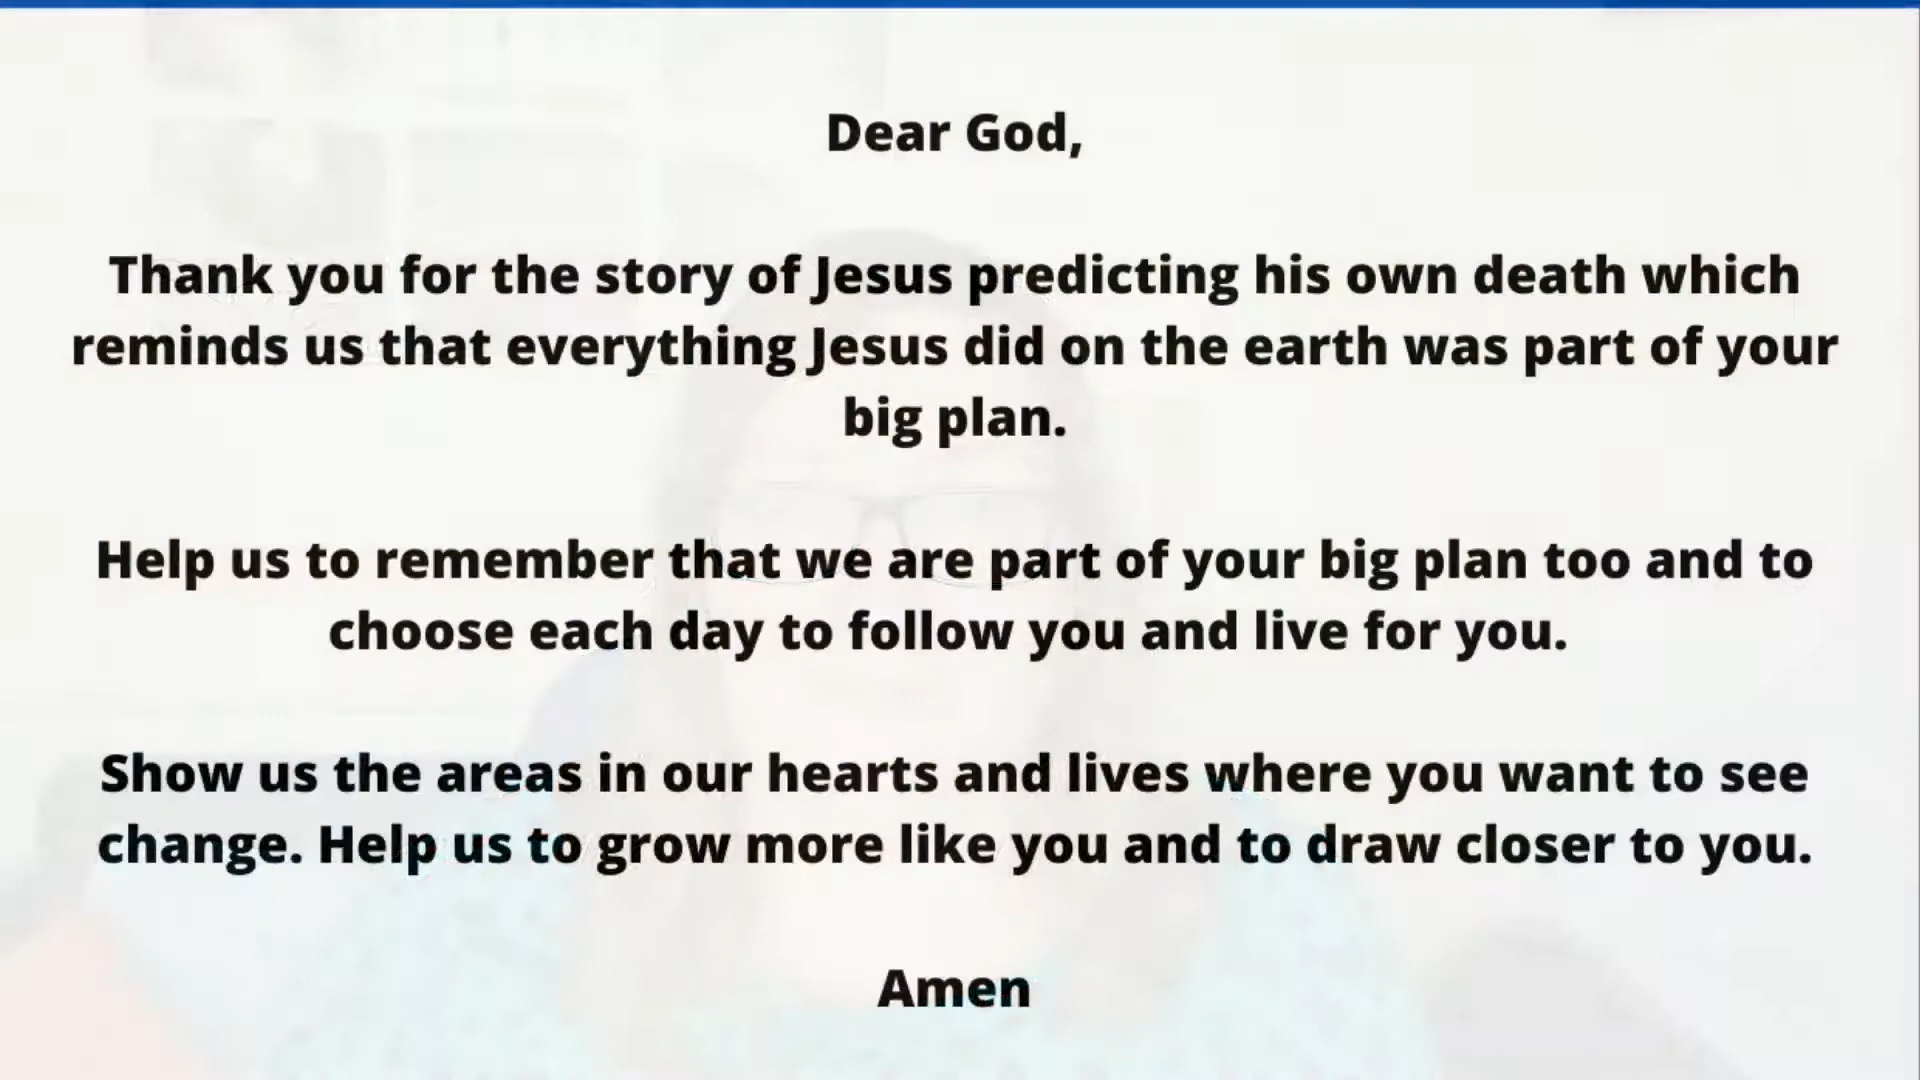 Dear God,
Thank you for the story of Jesus predicting his own death which
reminds us that everything Jesus did on the earth was part of your
big plan.
Help us to remember that we are part of your big plan too and to
choose each day to follow you and live for you.
Show us the areas in our hearts and lives where you want to see
change. Help us to grow more like you and to draw closer to you.
Amen